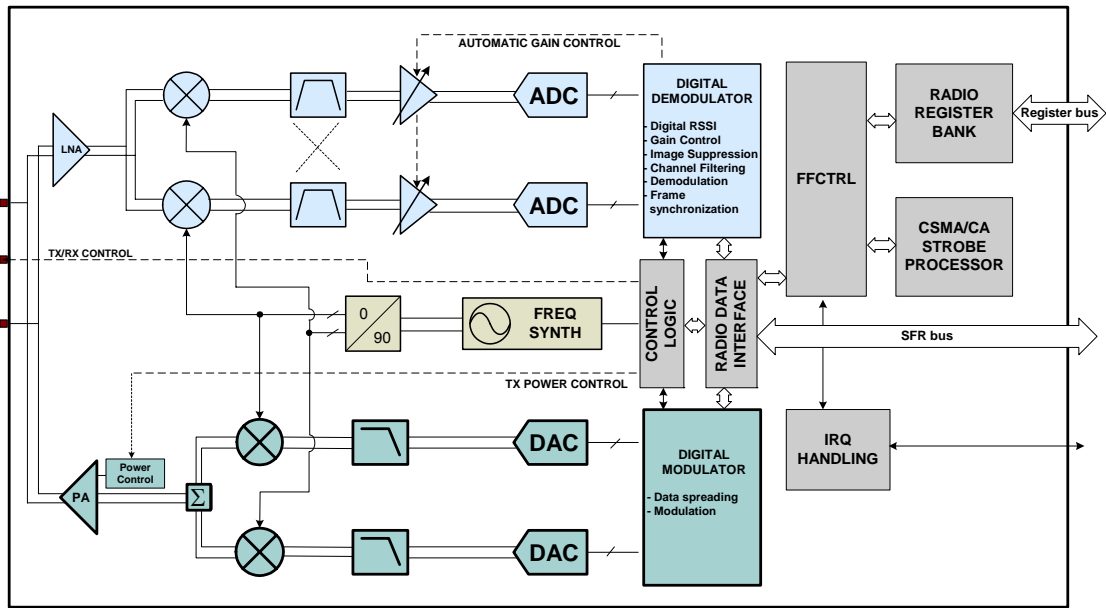 AUTOMATIC GAIN CONTROL
LNA
ADC
ADC
DIGITAL
DEMODULATOR
- Digital RSSI
- Gain Control
- Image Suppression
- Channel Filtering
- Demodulation
- Frame
synchronization
FFCTRL
RADIO
REGISTER
BANK
Register bus
CSMA/CA
STROBE
PROCESSOR
TX/RX CONTROL
0
90
FREQ
SYNTH
CONTROL
LOGIC
RADIO DATA
INTERFACE
SFR bus
TX POWER CONTROL
Power
Control
PA
Σ
DAC
DAC
DIGITAL
MODULATOR
- Data spreading
- Modulation
IRQ
HANDLING